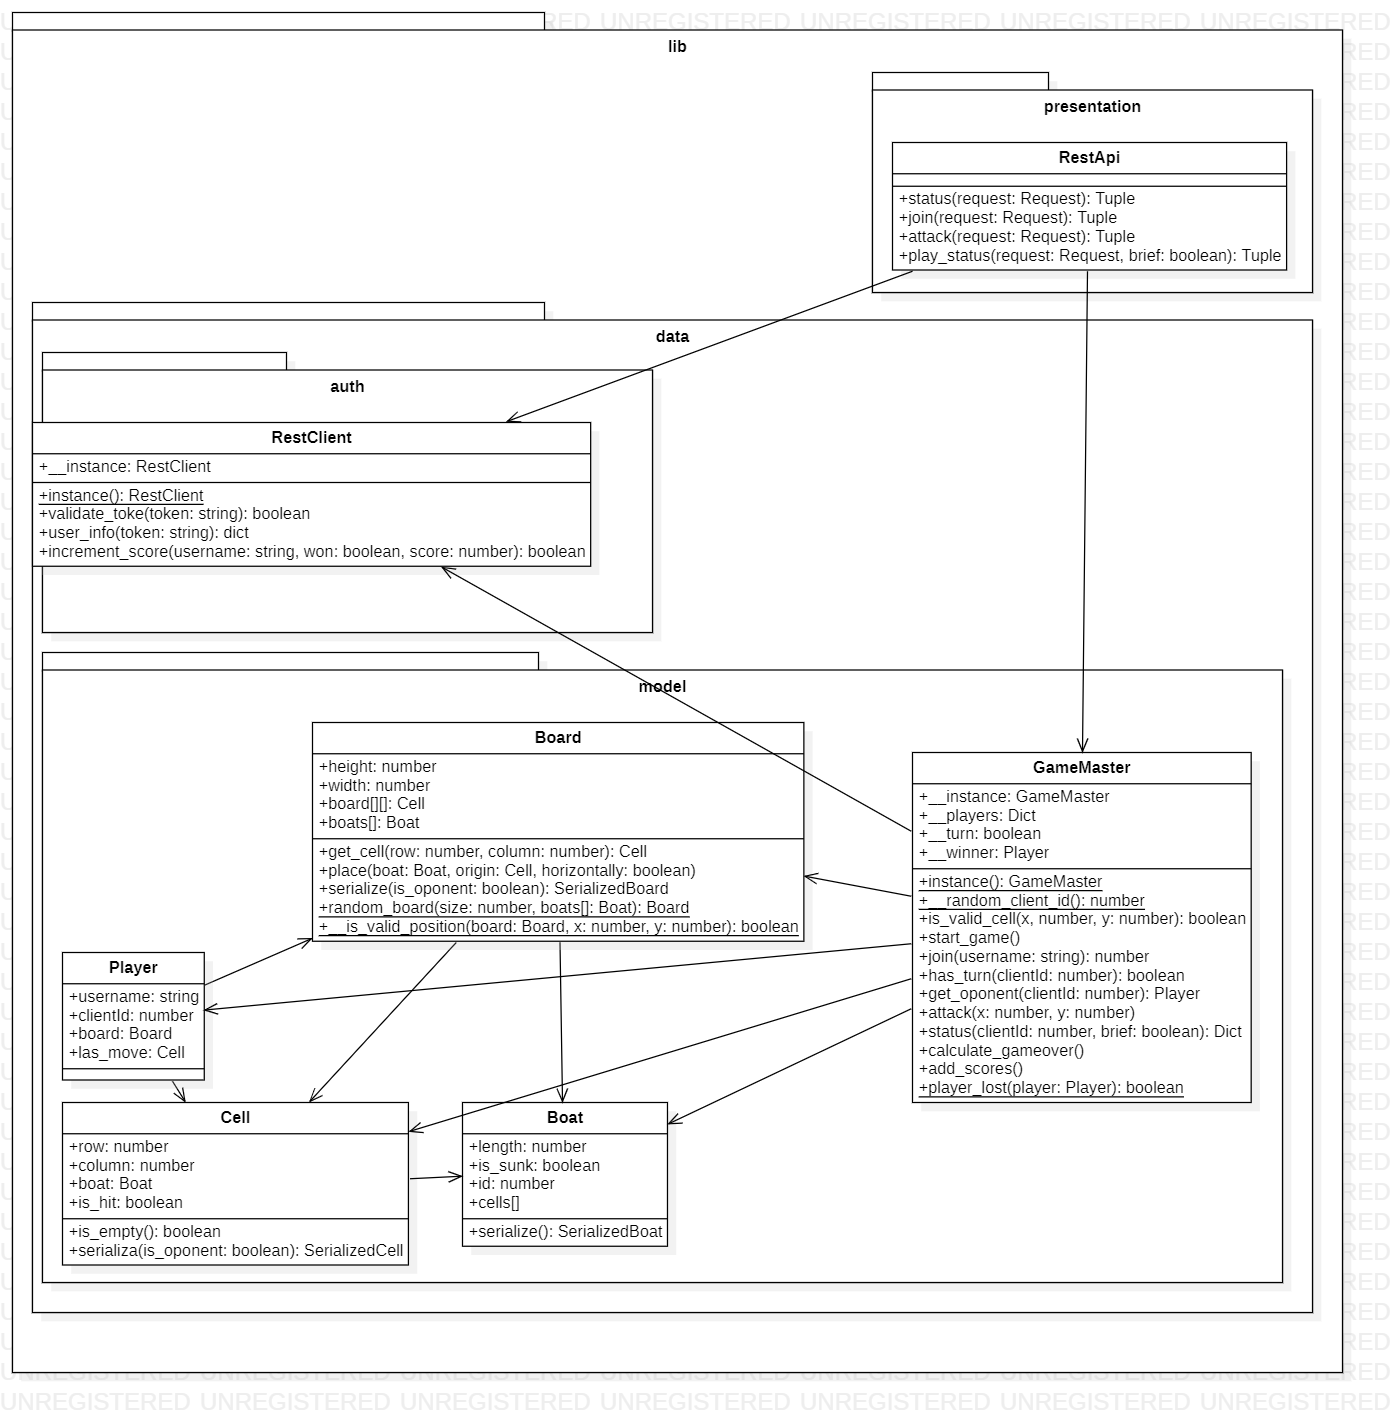 lib
presentation
RestApi
+status(request: Request): Tuple
+join(request: Request): Tuple
+attack(request: Request): Tuple
+play_status(request: Request, brief: boolean): Tuple
data
auth
RestClient
+__instance: RestClient
+instance(): RestClient
+validate_toke(token: string): boolean
+user_info(token: string): dict
+increment_score(username: string, won: boolean, score: number): boolean
model
Board
+height: number
+width: number
+board[][]: Cell
+boats[]: Boat
+get_cell(row: number, column: number): Cell
+place(boat: Boat, origin: Cell, horizontally: boolean)
+serialize(is_oponent: boolean): SerializedBoard
+random_board(size: number, boats[]: Boat): Board
+__is_valid_position(board: Board, x: number, y: number): boolean
GameMaster
+__instance: GameMaster
+__players: Dict
+__turn: boolean
+__winner: Player
+instance(): GameMaster
+__random_client_id(): number
+is_valid_cell(x, number, y: number): boolean
+start_game()
+join(username: string): number
+has_turn(clientId: number): boolean
+get_oponent(clientId: number): Player
+attack(x: number, y: number)
+status(clientId: number, brief: boolean): Dict
+calculate_gameover()
+add_scores()
+player_lost(player: Player): boolean
Player
+username: string
+clientId: number
+board: Board
+las_move: Cell
Cell
+row: number
+column: number
+boat: Boat
+is_hit: boolean
+is_empty(): boolean
+serializa(is_oponent: boolean): SerializedCell
Boat
+length: number
+is_sunk: boolean
+id: number
+cells[]
+serialize(): SerializedBoat
UNREGISTERED UNREGISTERED UNREGISTERED UNREGISTERED UNREGISTERED UNREGISTERED UNREGISTERED